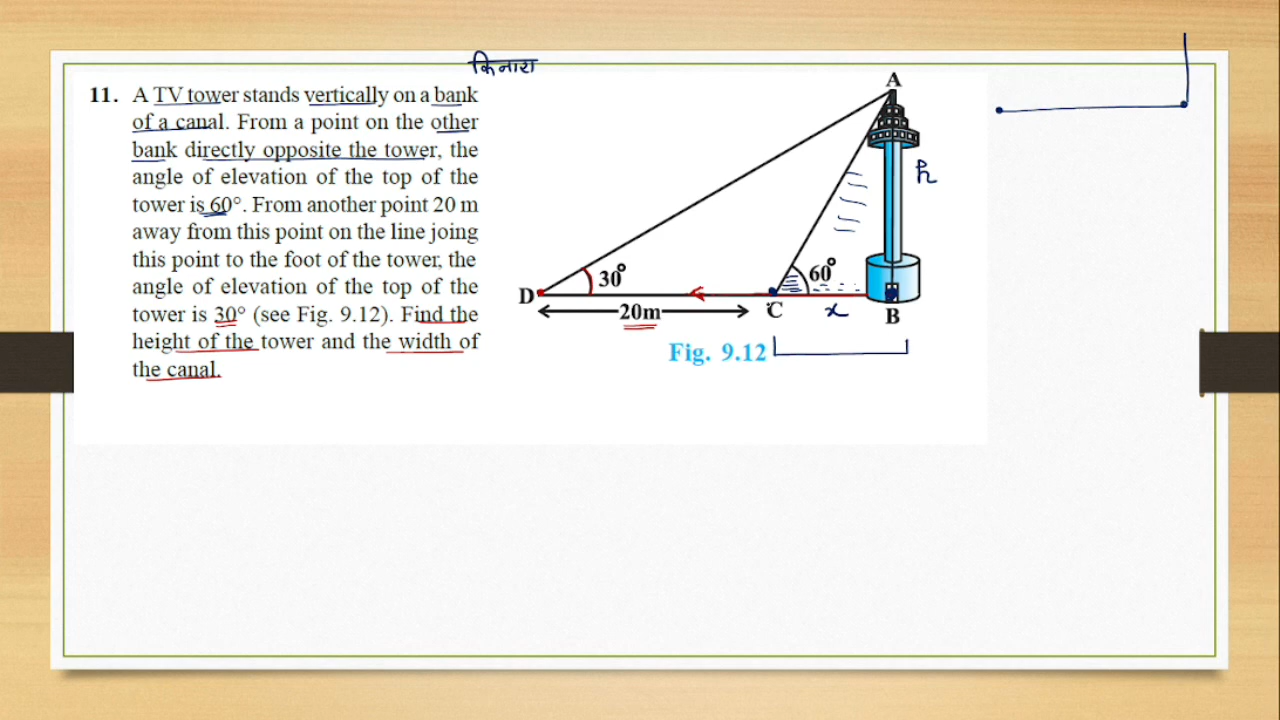 किनारा
11. A TV tower stands vertically on a bank
of a canal. From a point on the other
bank directly opposite the tower, the
angle of elevation of the top of the
tower is 60°. From another point 20 m
away from this point on the line joing
this point to the foot of the tower, the
angle of elevation of the top of the
tower is 30° (see Fig. 9.12). Find the
height of the tower and the width of
the canal.
A
h
30°
60°
D
20m
C
x
B
Fig. 9.12